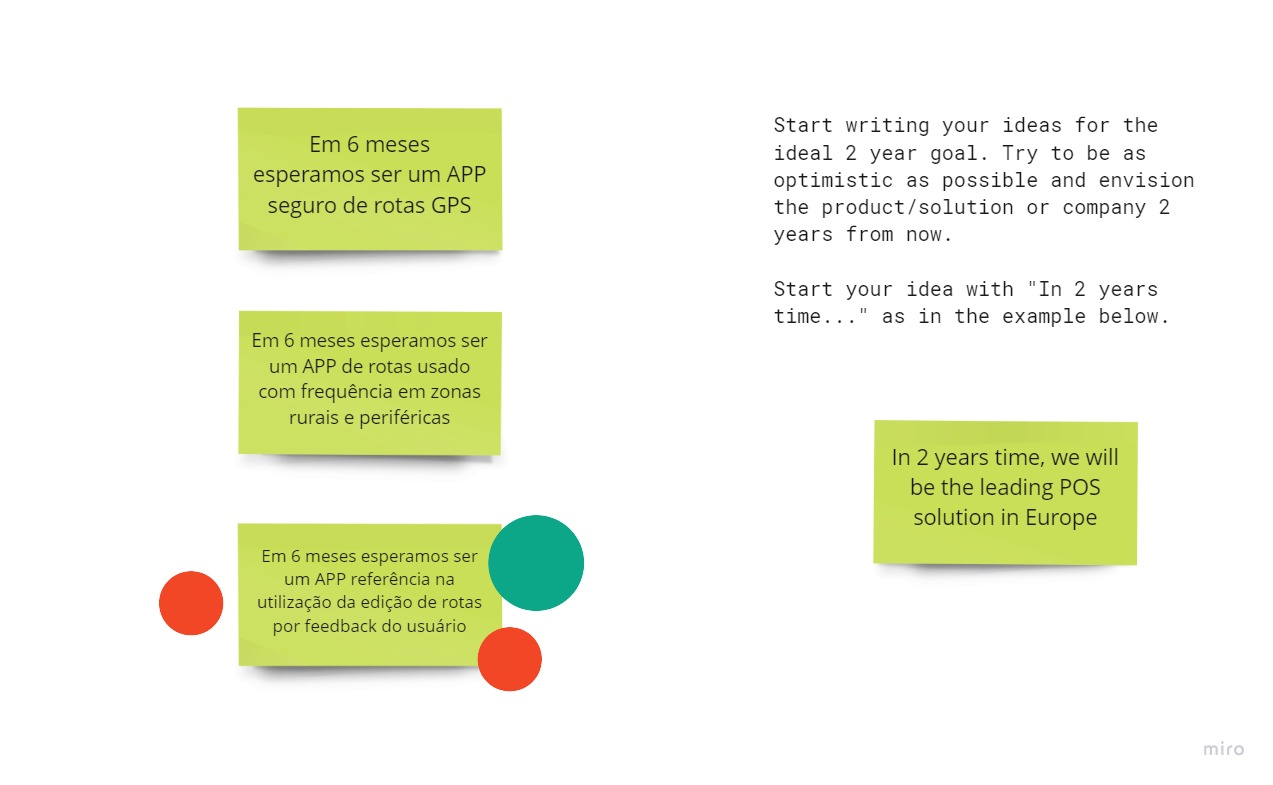 Em 6 meses
esperamos ser um APP
seguro de rotas GPS
Em 6 meses esperamos ser
um APP de rotas usado
com frequência em zonas
rurais e periféricas
Em 6 meses esperamos ser
um APP referência na
utilização da edição de rotas
por feedback do usuário
Start writing your ideas for the
ideal 2 year goal. Try to be as
optimistic as possible and envision
the product/solution or company 2
years from now.
Start your idea with "In 2 years
time..." as in the example below.
In 2 years time, we will
be the leading POS
solution in Europe
miro